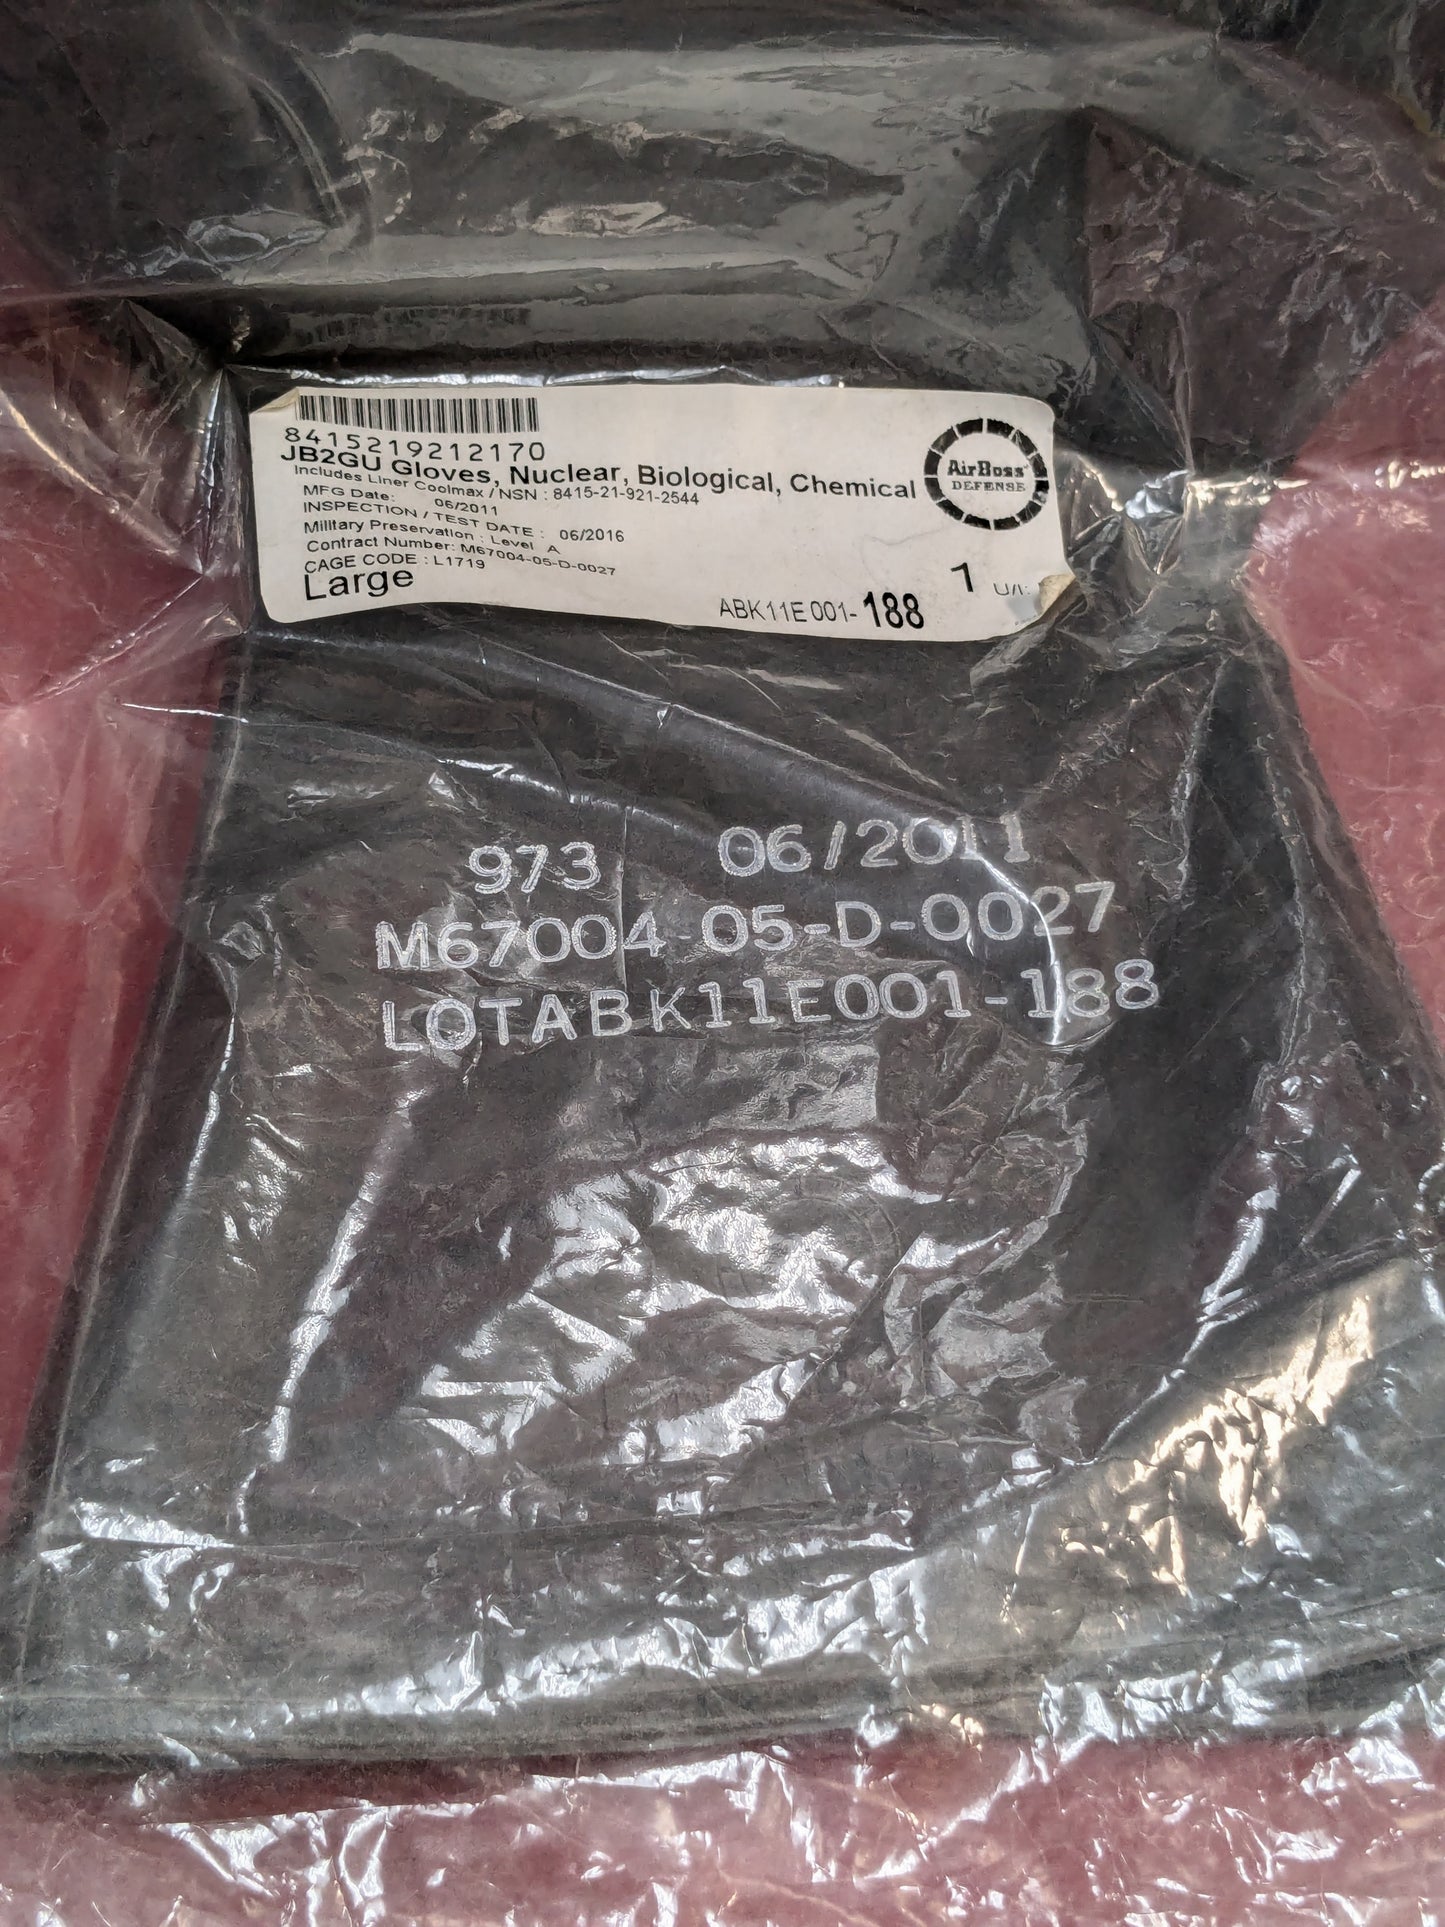 8415219212170
JB2GU Gloves, Nuclear, Biological, Chemical
Includes Liner Coolmax / NSN : 8415-21-921-2544
MFG Date: 06/2011
INSPECTION / TEST DATE : 06/2016
Military Preservation : Level A
Contract Number: M67004-05-D-0027
CAGE CODE : L1719
Large
AirBoss
DEFENSE
1 U/I:
ABK11E001-188
973 06/2011
M67004-05-D-0027
LOTABK11E001-188